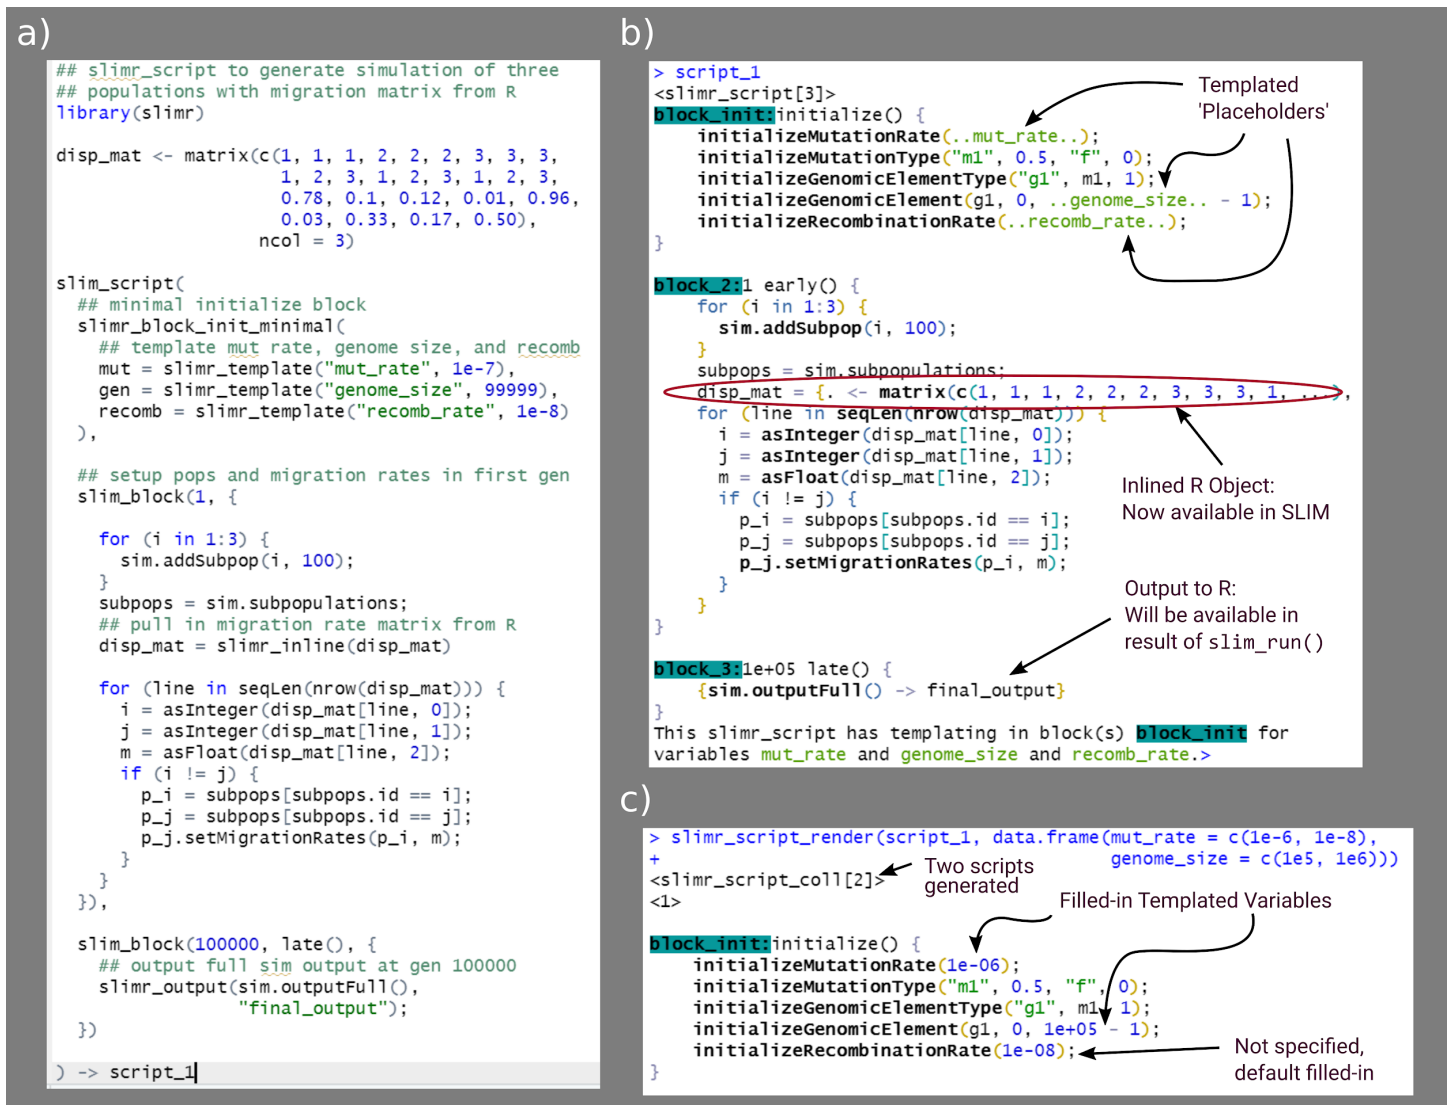 a)
## slimr_script to generate simulation of three
## populations with migration matrix from R
library(slimr)
disp_mat <- matrix(c(1, 1, 1, 2, 2, 2, 3, 3, 3,
1, 2, 3, 1, 2, 3, 1, 2, 3,
0.78, 0.1, 0.12, 0.01, 0.96,
0.03, 0.33, 0.17, 0.50),
ncol = 3)
slim_script(
## minimal initialize block
slimr_block_init_minimal(
## template mut rate, genome size, and recomb
mut = slimr_template("mut_rate", 1e-7),
gen = slimr_template("genome_size", 99999),
recomb = slimr_template("recomb_rate", 1e-8)
),
## setup pops and migration rates in first gen
slim_block(1, {
for (i in 1:3) {
sim.addSubpop(i, 100);
}
subpops = sim.subpopulations;
## pull in migration rate matrix from R
disp_mat = slimr_inline(disp_mat)
for (line in seqLen(nrow(disp_mat))) {
i = asInteger(disp_mat[line, 0]);
j = asInteger(disp_mat[line, 1]);
m = asFloat(disp_mat[line, 2]);
if (i != j) {
p_i = subpops[subpops.id == i];
p_j = subpops[subpops.id == j];
p_j.setMigrationRates(p_i, m);
}
}
}),
slim_block(100000, late(), {
## output full sim output at gen 100000
slimr_output(sim.outputFull(),
"final_output");
})
) -> script_1
b)
> script_1
<slimr_script[3]>
block_init:initialize() {
initializeMutationRate(..mut_rate..);
initializeMutationType("m1", 0.5, "f", 0);
initializeGenomicElementType("g1", m1, 1);
initializeGenomicElement(g1, 0, ..genome_size.. - 1);
initializeRecombinationRate(..recomb_rate..);
}
Templated
'Placeholders'
block_2:1 early() {
for (i in 1:3) {
sim.addSubpop(i, 100);
}
subpops = sim.subpopulations;
disp_mat = {. <- matrix(c(1, 1, 1, 2, 2, 2, 3, 3, 3, 1, ...),
for (line in seqLen(nrow(disp_mat))) {
i = asInteger(disp_mat[line, 0]);
j = asInteger(disp_mat[line, 1]);
m = asFloat(disp_mat[line, 2]);
if (i != j) {
p_i = subpops[subpops.id == i];
p_j = subpops[subpops.id == j];
p_j.setMigrationRates(p_i, m);
}
}
}
Inlined R Object:
Now available in SLIM
Output to R:
Will be available in
result of slim_run()
block_3:1e+05 late() {
{sim.outputFull() -> final_output}
}
This slimr_script has templating in block(s) block_init for
variables mut_rate and genome_size and recomb_rate.>
c)
> slimr_script_render(script_1, data.frame(mut_rate = c(1e-6, 1e-8),
+ genome_size = c(1e5, 1e6)))
<slimr_script_coll[2]>
<1>
Two scripts
generated
Filled-in Templated Variables
block_init:initialize() {
initializeMutationRate(1e-06);
initializeMutationType("m1", 0.5, "f", 0);
initializeGenomicElementType("g1", m1, 1);
initializeGenomicElement(g1, 0, 1e+05 - 1);
initializeRecombinationRate(1e-08);
}
Not specified,
default filled-in